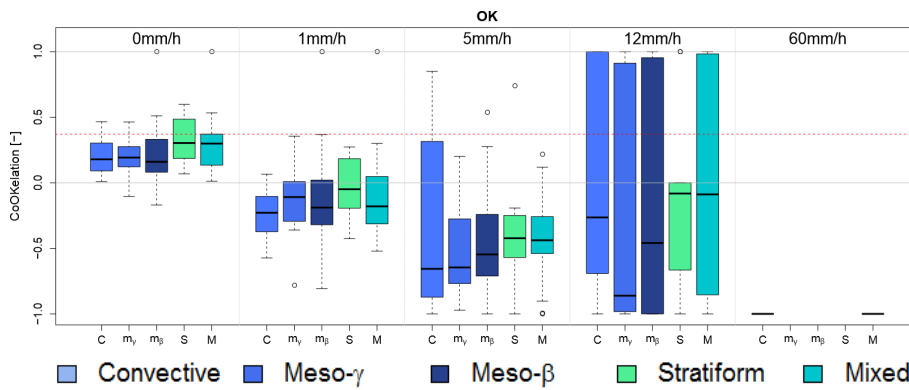 OK
0mm/h 1mm/h 5mm/h 12mm/h 60mm/h
CoOKelation [-]
1.0
0.5
0.0
−0.5
−1.0
C mγ mβ S M C mγ mβ S M C mγ mβ S M C mγ mβ S M C mγ mβ S M
Convective Meso-γ Meso-β Stratiform Mixed